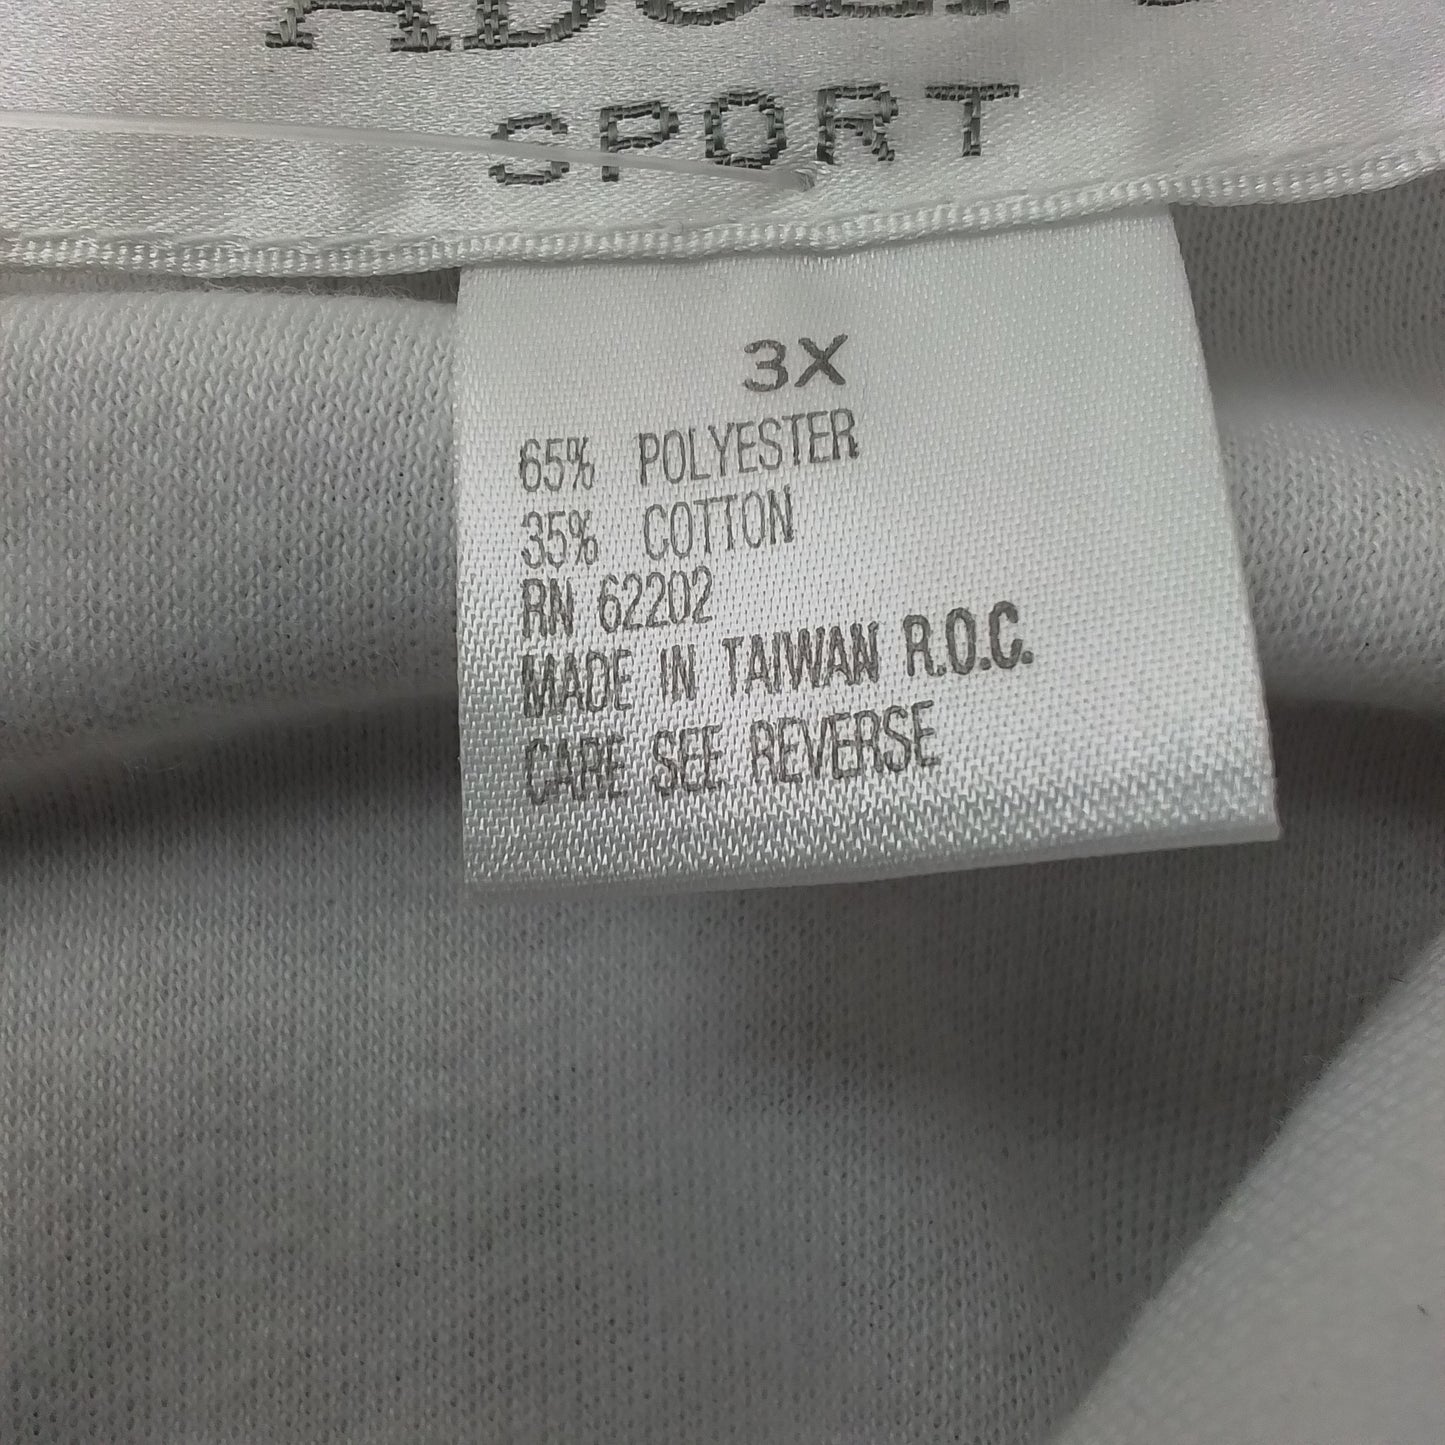 SPORT
3X
65% POLYESTER
35% COTTON
RN 62202
MADE IN TAIWAN R.O.C.
CARE SEE REVERSE